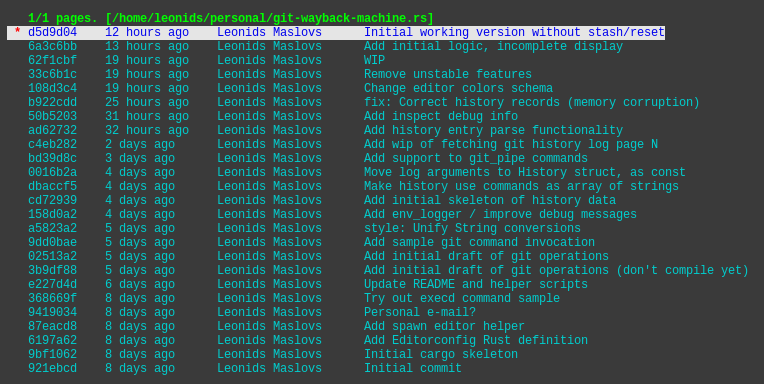 1/1 pages. [/home/leonids/personal/git-wayback-machine.rs]
* d5d9d04 12 hours ago Leonids Maslovs Initial working version without stash/reset
6a3c6bb 13 hours ago Leonids Maslovs Add initial logic, incomplete display
62f1cbf 19 hours ago Leonids Maslovs WIP
33c6b1c 19 hours ago Leonids Maslovs Remove unstable features
108d3c4 19 hours ago Leonids Maslovs Change editor colors schema
b922cdd 25 hours ago Leonids Maslovs fix: Correct history records (memory corruption)
50b5203 31 hours ago Leonids Maslovs Add inspect debug info
ad62732 32 hours ago Leonids Maslovs Add history entry parse functionality
c4eb282 2 days ago Leonids Maslovs Add wip of fetching git history log page N
bd39d8c 3 days ago Leonids Maslovs Add support to git_pipe commands
0016b2a 4 days ago Leonids Maslovs Move log arguments to History struct, as const
dbaccf5 4 days ago Leonids Maslovs Make history use commands as array of strings
cd72939 4 days ago Leonids Maslovs Add initial skeleton of history data
158d0a2 4 days ago Leonids Maslovs Add env_logger / improve debug messages
a5823a2 5 days ago Leonids Maslovs style: Unify String conversions
9dd0bae 5 days ago Leonids Maslovs Add sample git command invocation
02513a2 5 days ago Leonids Maslovs Add initial draft of git operations
3b9df88 5 days ago Leonids Maslovs Add initial draft of git operations (don't compile yet)
e227d4d 6 days ago Leonids Maslovs Update README and helper scripts
368669f 8 days ago Leonids Maslovs Try out execd command sample
9419034 8 days ago Leonids Maslovs Personal e-mail?
87eacd8 8 days ago Leonids Maslovs Add spawn editor helper
6197a62 8 days ago Leonids Maslovs Add Editorconfig Rust definition
9bf1062 8 days ago Leonids Maslovs Initial cargo skeleton
921ebcd 8 days ago Leonids Maslovs Initial commit